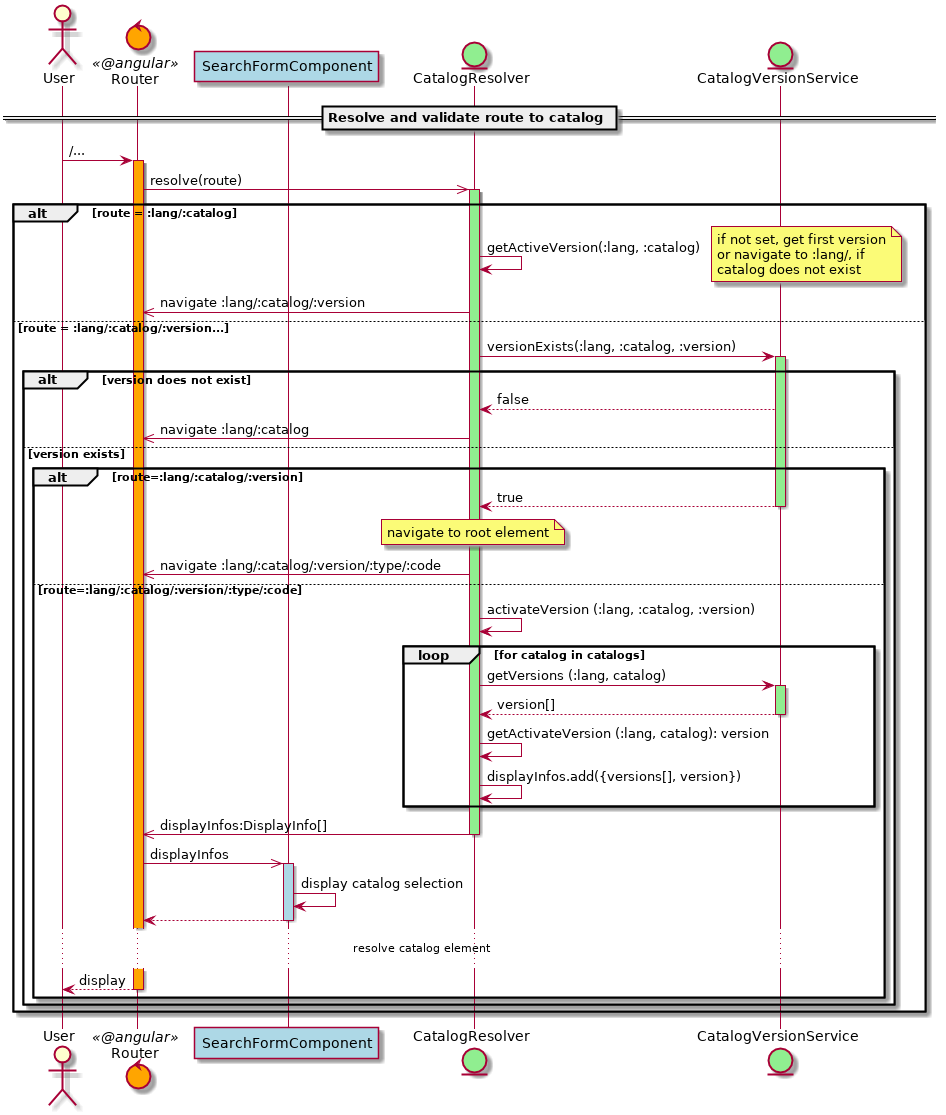 User
«@angular»
Router
SearchFormComponent
CatalogResolver
CatalogVersionService
Resolve and validate route to catalog
/...
resolve(route)
alt
[route = :lang/:catalog]
getActiveVersion(:lang, :catalog)
if not set, get first version
or navigate to :lang/, if
catalog does not exist
navigate :lang/:catalog/:version
[route = :lang/:catalog/:version...]
versionExists(:lang, :catalog, :version)
alt
[version does not exist]
false
navigate :lang/:catalog
[version exists]
alt
[route=:lang/:catalog/:version]
true
navigate to root element
navigate :lang/:catalog/:version/:type/:code
[route=:lang/:catalog/:version/:type/:code]
activateVersion (:lang, :catalog, :version)
loop
[for catalog in catalogs]
getVersions (:lang, catalog)
version[]
getActivateVersion (:lang, catalog): version
displayInfos.add({versions[], version})
displayInfos:DisplayInfo[]
displayInfos
display catalog selection
resolve catalog element
display
User
«@angular»
Router
SearchFormComponent
CatalogResolver
CatalogVersionService